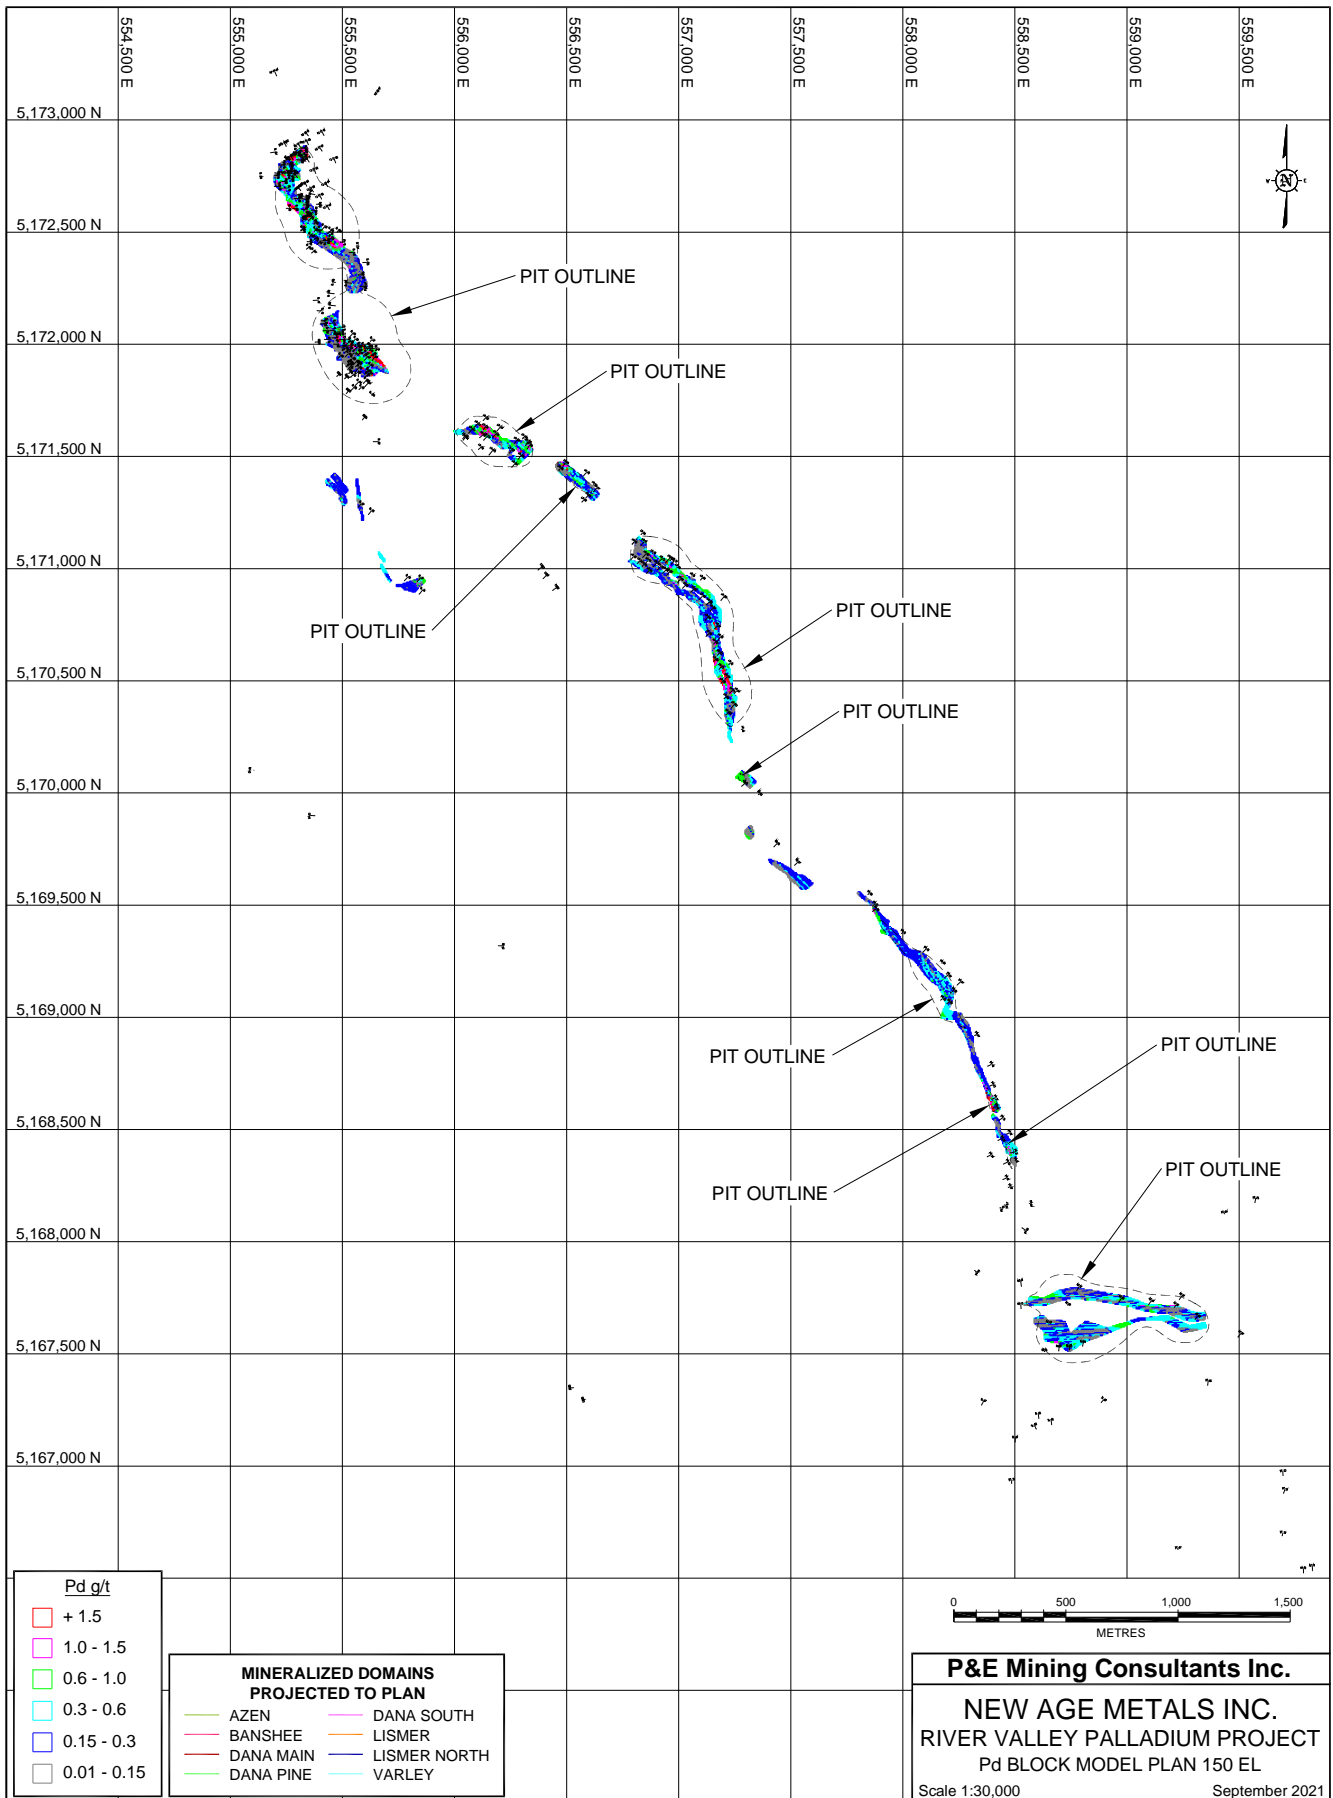 554,500 E
555,000 E
555,500 E
556,000 E
556,500 E
557,000 E
557,500 E
558,000 E
558,500 E
559,000 E
559,500 E
5,173,000 N
W N E
5,172,500 N
PIT OUTLINE
5,172,000 N
PIT OUTLINE
5,171,500 N
5,171,000 N
PIT OUTLINE
PIT OUTLINE
5,170,500 N
PIT OUTLINE
5,170,000 N
5,169,500 N
5,169,000 N
PIT OUTLINE
PIT OUTLINE
5,168,500 N
PIT OUTLINE
PIT OUTLINE
5,168,000 N
5,167,500 N
5,167,000 N
Pd g/t
+ 1.5
1.0 - 1.5
0.6 - 1.0
0.3 - 0.6
0.15 - 0.3
0.01 - 0.15
MINERALIZED DOMAINS
PROJECTED TO PLAN
AZEN DANA SOUTH
BANSHEE LISMER
DANA MAIN LISMER NORTH
DANA PINE VARLEY
0 500 1,000 1,500
METRES
P&E Mining Consultants Inc.
NEW AGE METALS INC.
RIVER VALLEY PALLADIUM PROJECT
Pd BLOCK MODEL PLAN 150 EL
Scale 1:30,000 September 2021